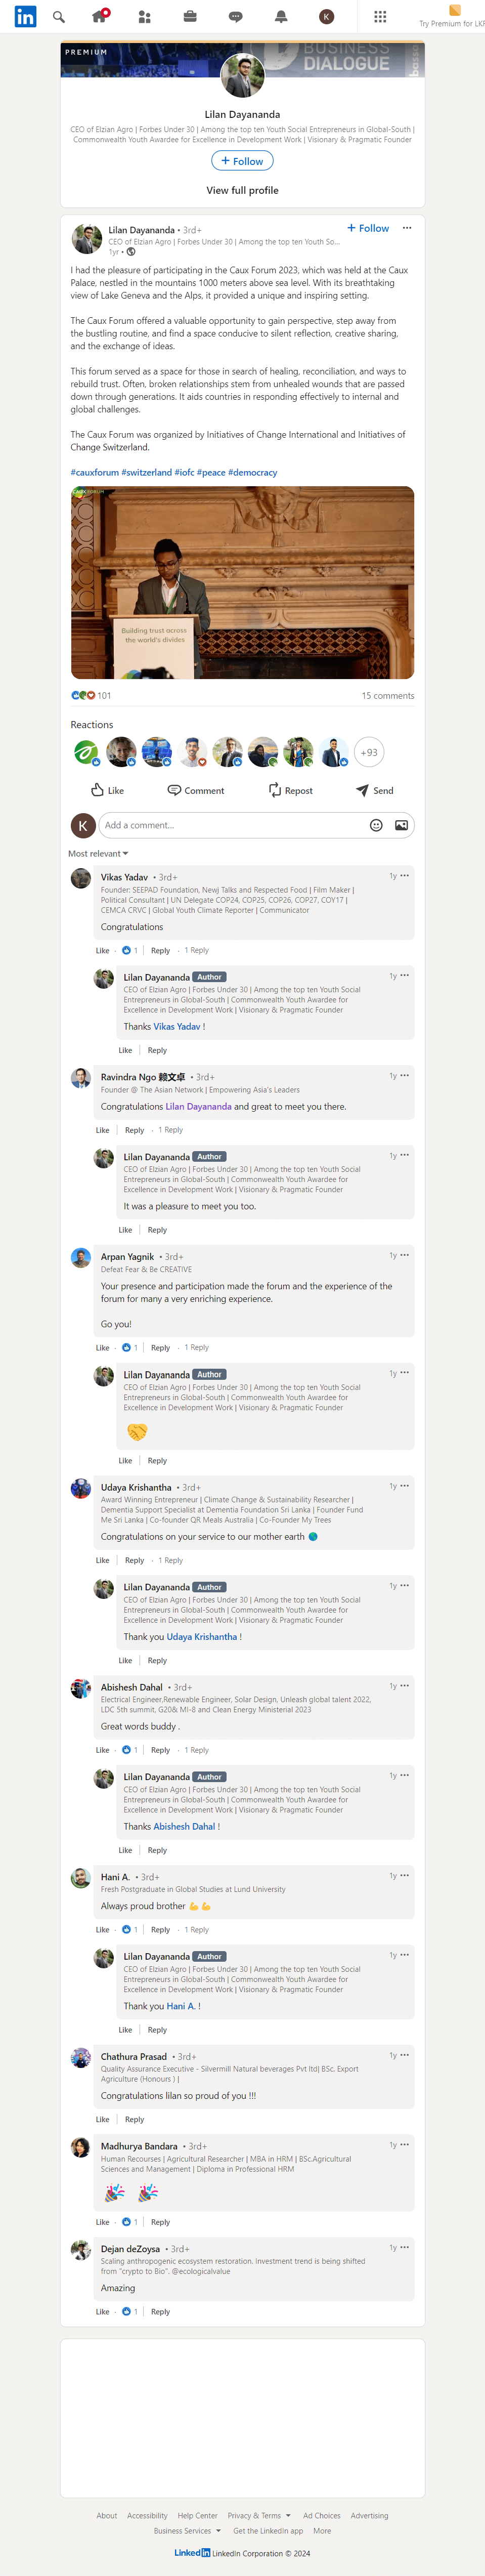 in
K
Try Premium for LKR
PREMIUM
BUSINESS
DIALOGUE
Lilan Dayananda
CEO of Elzian Agro | Forbes Under 30 | Among the top ten Youth Social Entrepreneurs in Global-South |
Commonwealth Youth Awardee for Excellence in Development Work | Visionary & Pragmatic Founder
+ Follow
View full profile
Lilan Dayananda • 3rd+
+ Follow
CEO of Elzian Agro | Forbes Under 30 | Among the top ten Youth So...
1yr •
I had the pleasure of participating in the Caux Forum 2023, which was held at the Caux
Palace, nestled in the mountains 1000 meters above sea level. With its breathtaking
view of Lake Geneva and the Alps, it provided a unique and inspiring setting.
The Caux Forum offered a valuable opportunity to gain perspective, step away from
the bustling routine, and find a space conducive to silent reflection, creative sharing,
and the exchange of ideas.
This forum served as a space for those in search of healing, reconciliation, and ways to
rebuild trust. Often, broken relationships stem from unhealed wounds that are passed
down through generations. It aids countries in responding effectively to internal and
global challenges.
The Caux Forum was organized by Initiatives of Change International and Initiatives of
Change Switzerland.
#cauxforum #switzerland #iofc #peace #democracy
CAUX FORUM
Building trust across
the world's divides
101
15 comments
Reactions
+93
Like Comment Repost Send
K
Add a comment...
Most relevant
Vikas Yadav • 3rd+ 1y
Founder: SEEPAD Foundation, Newj Talks and Respected Food | Film Maker |
Political Consultant | UN Delegate COP24, COP25, COP26, COP27, COY17 |
CEMCA CRVC | Global Youth Climate Reporter | Communicator
Congratulations
Like · 1 | Reply · 1 Reply
Lilan Dayananda Author 1y
CEO of Elzian Agro | Forbes Under 30 | Among the top ten Youth Social
Entrepreneurs in Global-South | Commonwealth Youth Awardee for
Excellence in Development Work | Visionary & Pragmatic Founder
Thanks Vikas Yadav !
Like | Reply
Ravindra Ngo 赖文卓 • 3rd+ 1y
Founder @ The Asian Network | Empowering Asia's Leaders
Congratulations Lilan Dayananda and great to meet you there.
Like | Reply · 1 Reply
Lilan Dayananda Author 1y
CEO of Elzian Agro | Forbes Under 30 | Among the top ten Youth Social
Entrepreneurs in Global-South | Commonwealth Youth Awardee for
Excellence in Development Work | Visionary & Pragmatic Founder
It was a pleasure to meet you too.
Like | Reply
Arpan Yagnik • 3rd+ 1y
Defeat Fear & Be CREATIVE
Your presence and participation made the forum and the experience of the
forum for many a very enriching experience.
Go you!
Like · 1 | Reply · 1 Reply
Lilan Dayananda Author 1y
CEO of Elzian Agro | Forbes Under 30 | Among the top ten Youth Social
Entrepreneurs in Global-South | Commonwealth Youth Awardee for
Excellence in Development Work | Visionary & Pragmatic Founder
🤝
Like | Reply
Udaya Krishantha • 3rd+ 1y
Award Winning Entrepreneur | Climate Change & Sustainability Researcher |
Dementia Support Specialist at Dementia Foundation Sri Lanka | Founder Fund
Me Sri Lanka | Co-founder QR Meals Australia | Co-Founder My Trees
Congratulations on your service to our mother earth 🌎
Like | Reply · 1 Reply
Lilan Dayananda Author 1y
CEO of Elzian Agro | Forbes Under 30 | Among the top ten Youth Social
Entrepreneurs in Global-South | Commonwealth Youth Awardee for
Excellence in Development Work | Visionary & Pragmatic Founder
Thank you Udaya Krishantha !
Like | Reply
Abishesh Dahal • 3rd+ 1y
Electrical Engineer,Renewable Engineer, Solar Design, Unleash global talent 2022,
LDC 5th summit, G20& MI-8 and Clean Energy Ministerial 2023
Great words buddy .
Like · 1 | Reply · 1 Reply
Lilan Dayananda Author 1y
CEO of Elzian Agro | Forbes Under 30 | Among the top ten Youth Social
Entrepreneurs in Global-South | Commonwealth Youth Awardee for
Excellence in Development Work | Visionary & Pragmatic Founder
Thanks Abishesh Dahal !
Like | Reply
Hani A. • 3rd+ 1y
Fresh Postgraduate in Global Studies at Lund University
Always proud brother 💪💪
Like · 1 | Reply · 1 Reply
Lilan Dayananda Author 1y
CEO of Elzian Agro | Forbes Under 30 | Among the top ten Youth Social
Entrepreneurs in Global-South | Commonwealth Youth Awardee for
Excellence in Development Work | Visionary & Pragmatic Founder
Thank you Hani A. !
Like | Reply
Chathura Prasad • 3rd+ 1y
Quality Assurance Executive - Silvermill Natural beverages Pvt ltd| BSc. Export
Agriculture (Honours ) |
Congratulations lilan so proud of you !!!
Like | Reply
Madhurya Bandara • 3rd+ 1y
Human Recourses | Agricultural Researcher | MBA in HRM | BSc.Agricultural
Sciences and Management | Diploma in Professional HRM
🎉 🎉
Like · 1 | Reply
Dejan deZoysa • 3rd+ 1y
Scaling anthropogenic ecosystem restoration. Investment trend is being shifted
from "crypto to Bio". @ecologicalvalue
Amazing
Like · 1 | Reply
About Accessibility Help Center Privacy & Terms Ad Choices Advertising
Business Services Get the LinkedIn app More
LinkedIn LinkedIn Corporation © 2024